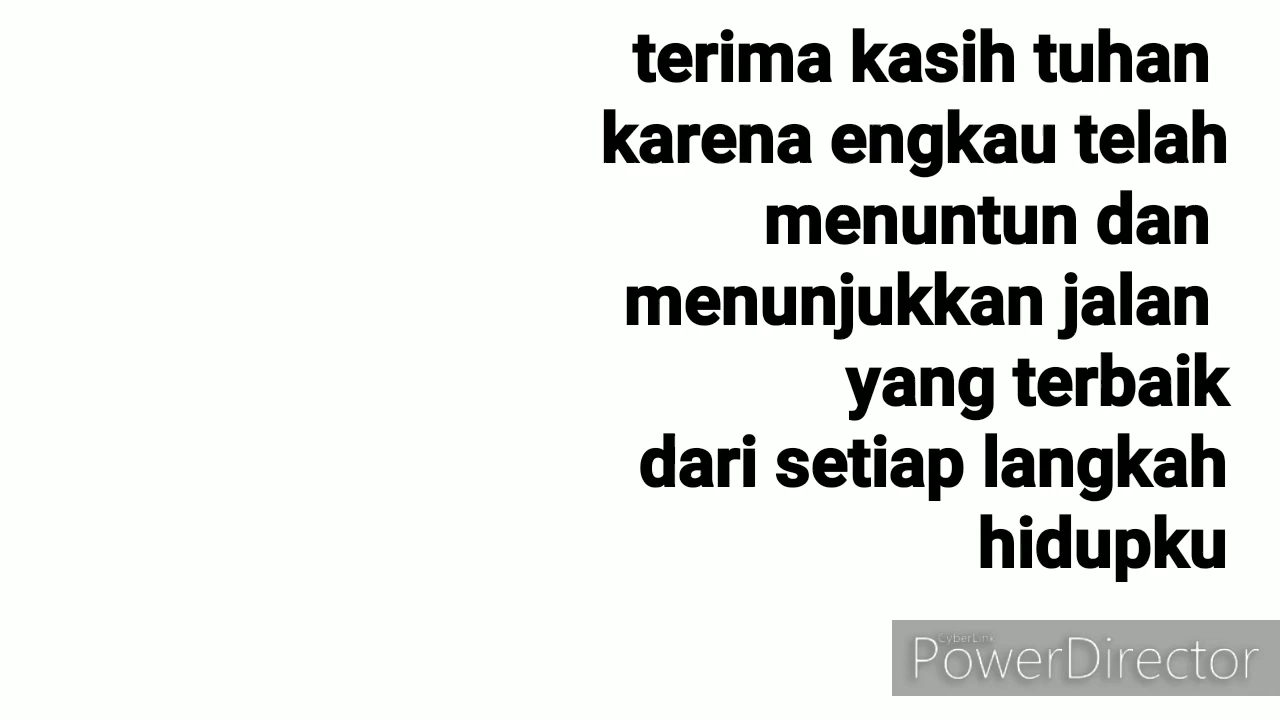 terima kasih tuhan
karena engkau telah
menuntun dan
menunjukkan jalan
yang terbaik
dari setiap langkah
hidupku
CyberLink
PowerDirector